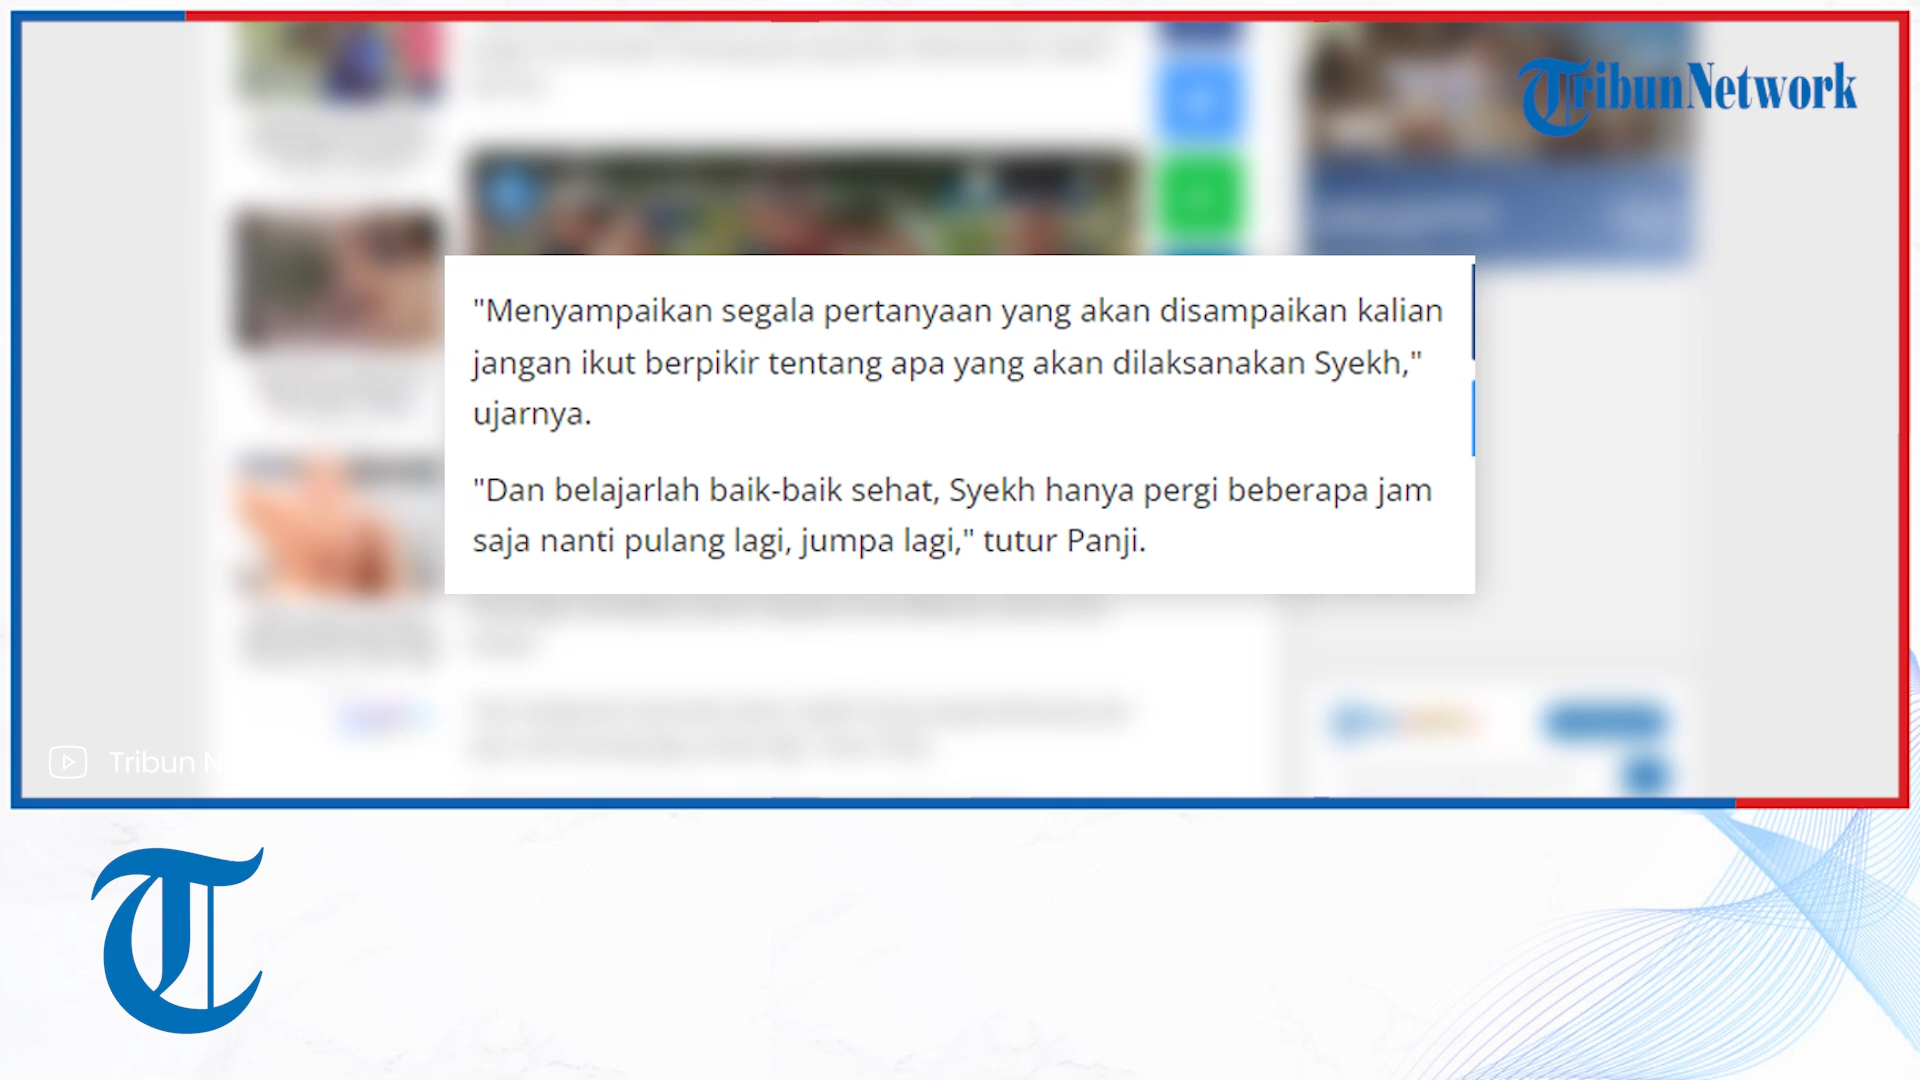 TribunNetwork
"Menyampaikan segala pertanyaan yang akan disampaikan kalian
jangan ikut berpikir tentang apa yang akan dilaksanakan Syekh,"
ujarnya.
"Dan belajarlah baik-baik sehat, Syekh hanya pergi beberapa jam
saja nanti pulang lagi, jumpa lagi," tutur Panji.
Tribun
T